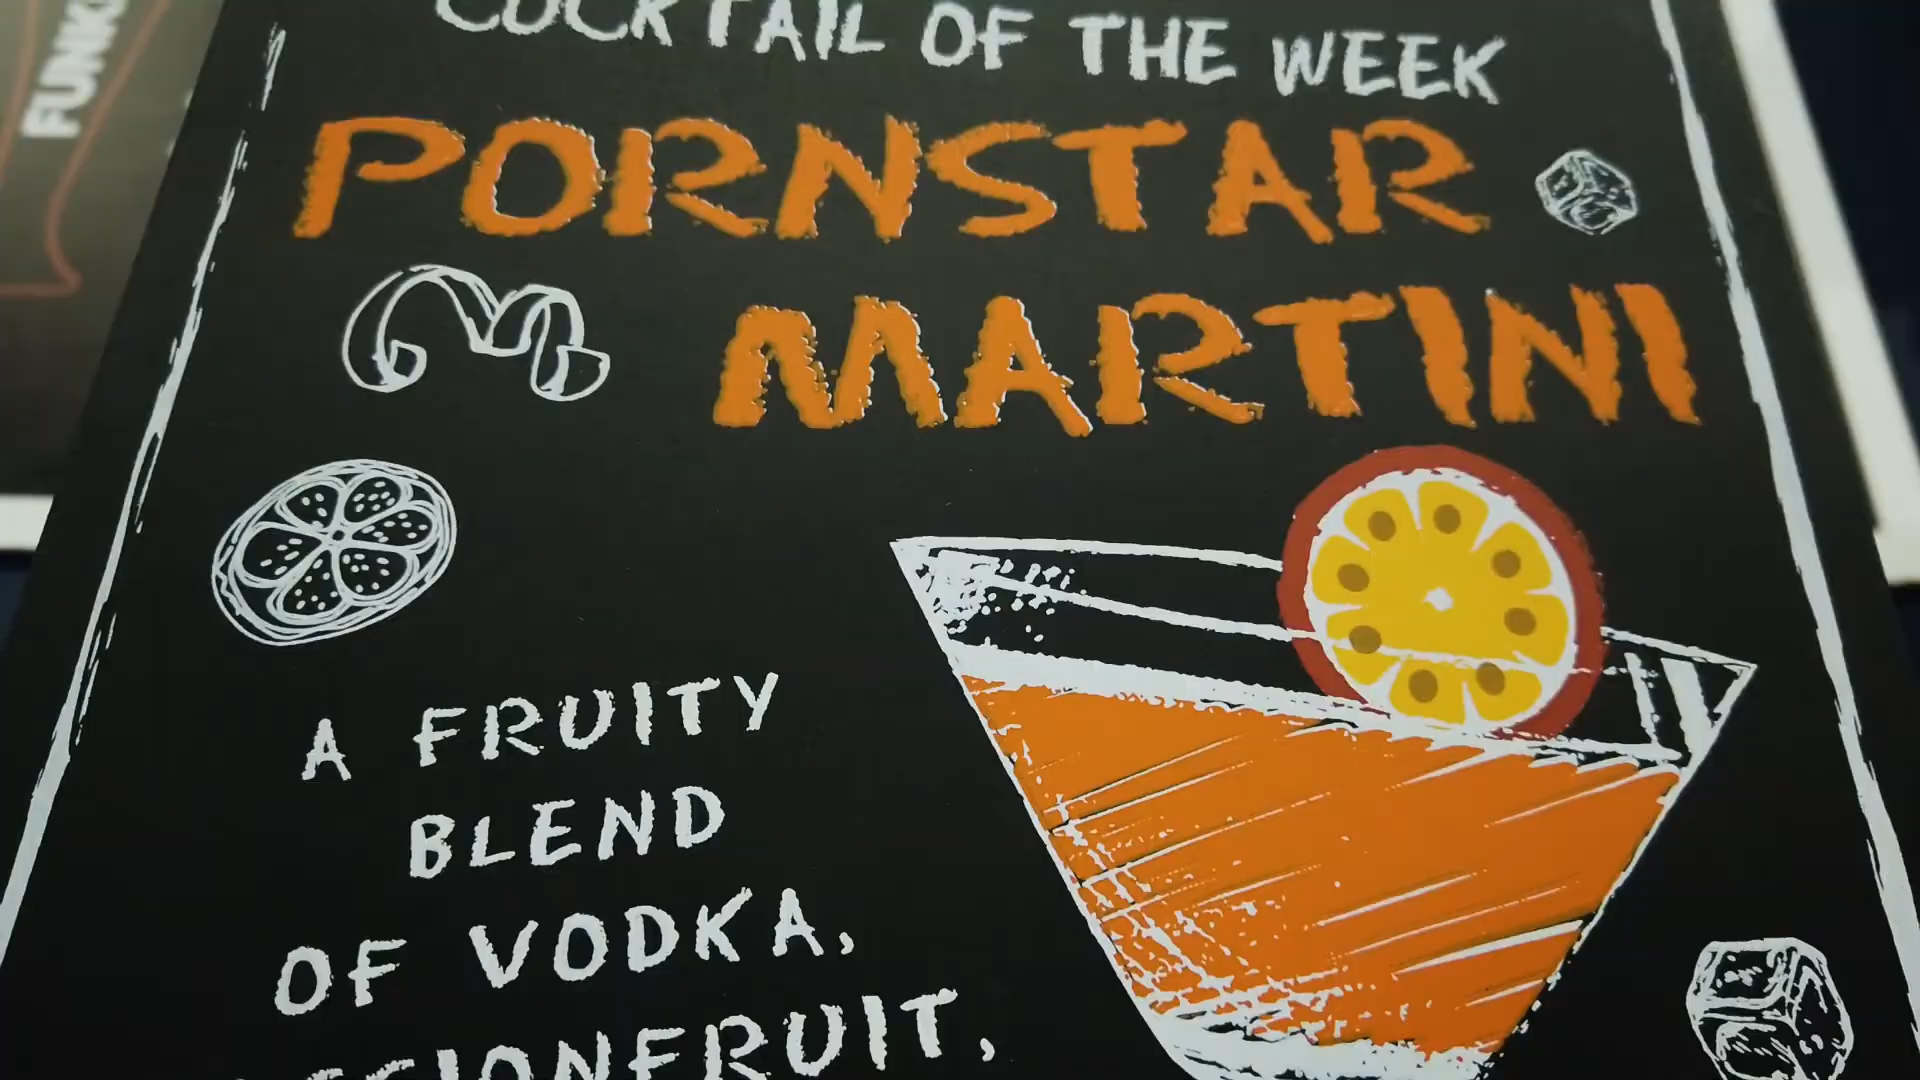 COCKTAIL OF THE WEEK
PORNSTAR
MARTINI
A FRUITY
BLEND
OF VODKA,